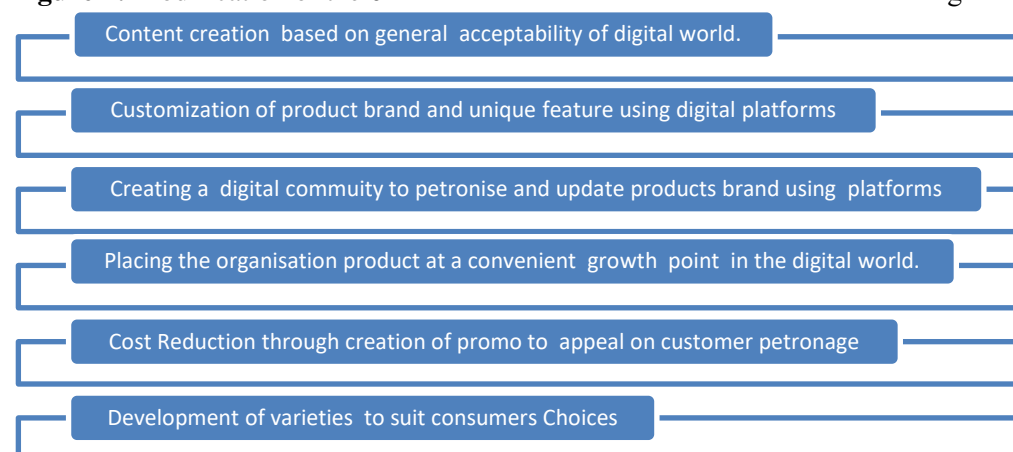 Content creation based on general acceptability of digital world.
Customization of product brand and unique feature using digital platforms
Creating a digital commuity to petronise and update products brand using platforms
Placing the organisation product at a convenient growth point in the digital world.
Cost Reduction through creation of promo to appeal on customer petronage
Development of varieties to suit consumers Choices